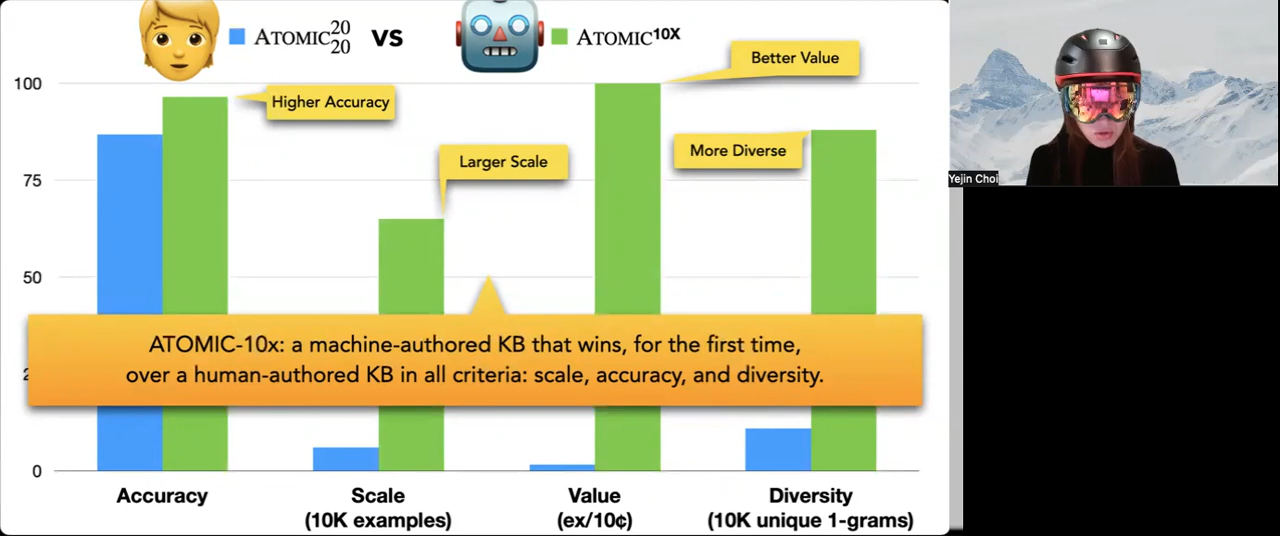 ATOMIC²⁰₂₀ VS ATOMIC¹⁰ˣ
100
75
50
2
0
Higher Accuracy
Larger Scale
Better Value
More Diverse
ATOMIC-10x: a machine-authored KB that wins, for the first time,
over a human-authored KB in all criteria: scale, accuracy, and diversity.
Accuracy
Scale
(10K examples)
Value
(ex/10¢)
Diversity
(10K unique 1-grams)
Yejin Choi